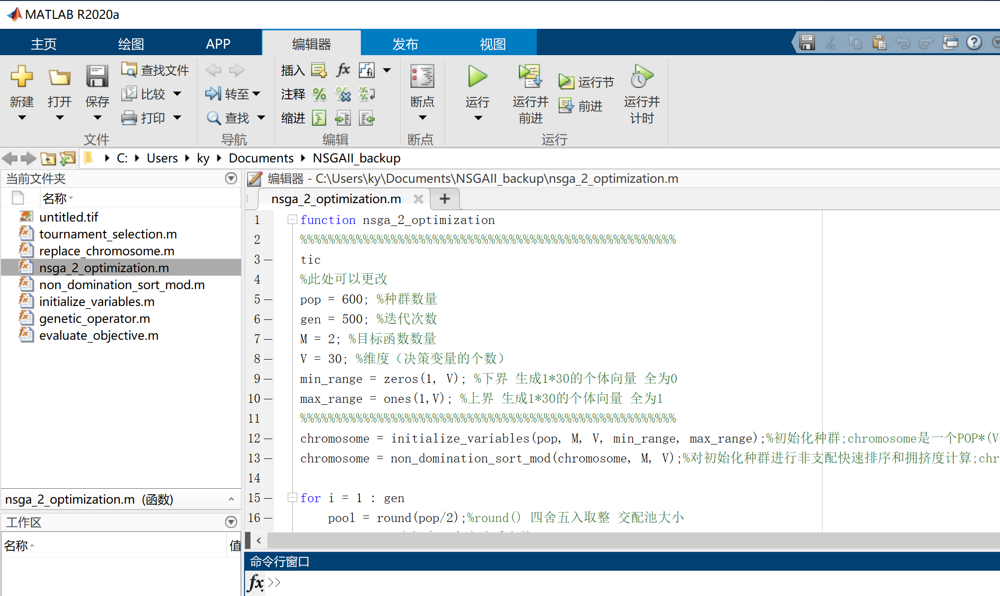 MATLAB R2020a
主页 绘图 APP 编辑器 发布 视图
新建 打开 保存 查找文件 比较 打印
文件
转至 查找
导航
插入 fx fi
注释
缩进
编辑
断点
断点
运行 运行并前进 运行节 前进 运行并计时
运行
C: Users ky Documents NSGAII_backup
当前文件夹
名称
untitled.tif
tournament_selection.m
replace_chromosome.m
nsga_2_optimization.m
non_domination_sort_mod.m
initialize_variables.m
genetic_operator.m
evaluate_objective.m
nsga_2_optimization.m (函数)
工作区
名称 值
编辑器 - C:\Users\ky\Documents\NSGAII_backup\nsga_2_optimization.m
nsga_2_optimization.m
1 function nsga_2_optimization
2 %%%%%%%%%%%%%%%%%%%%%%%%%%%%%%%%%%%%%%%%%%%%%%%%%%%%%%
3 tic
4 %此处可以更改
5 pop = 600; %种群数量
6 gen = 500; %迭代次数
7 M = 2; %目标函数数量
8 V = 30; %维度（决策变量的个数）
9 min_range = zeros(1, V); %下界 生成1*30的个体向量 全为0
10 max_range = ones(1,V); %上界 生成1*30的个体向量 全为1
11 %%%%%%%%%%%%%%%%%%%%%%%%%%%%%%%%%%%%%%%%%%%%%%%%%%%%%%
12 chromosome = initialize_variables(pop, M, V, min_range, max_range);%初始化种群;chromosome是一个POP*(V
13 chromosome = non_domination_sort_mod(chromosome, M, V);%对初始化种群进行非支配快速排序和拥挤度计算;chr
14
15 for i = 1 : gen
16 pool = round(pop/2);%round() 四舍五入取整 交配池大小
命令行窗口
fx >>